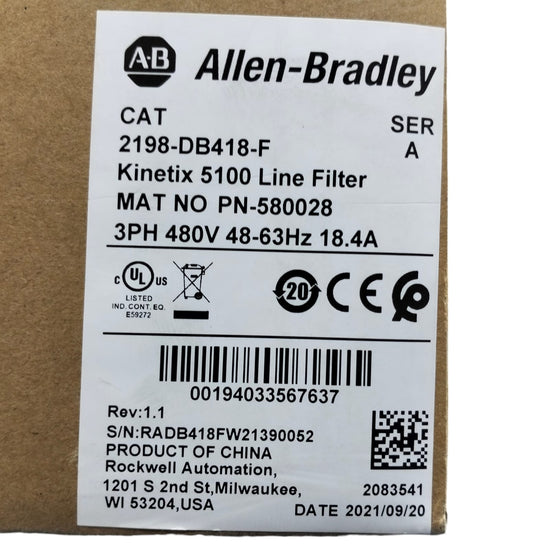 A·B Allen-Bradley
CAT
SER
2198-DB418-F
A
Kinetix 5100 Line Filter
MAT NO PN-580028
3PH 480V 48-63Hz 18.4A
C UL US
LISTED
IND. CONT. EQ.
E59272
20 CE
00194033567637
Rev:1.1
S/N:RADB418FW21390052
PRODUCT OF CHINA
Rockwell Automation,
1201 S 2nd St,Milwaukee,
WI 53204,USA
2083541
DATE 2021/09/20